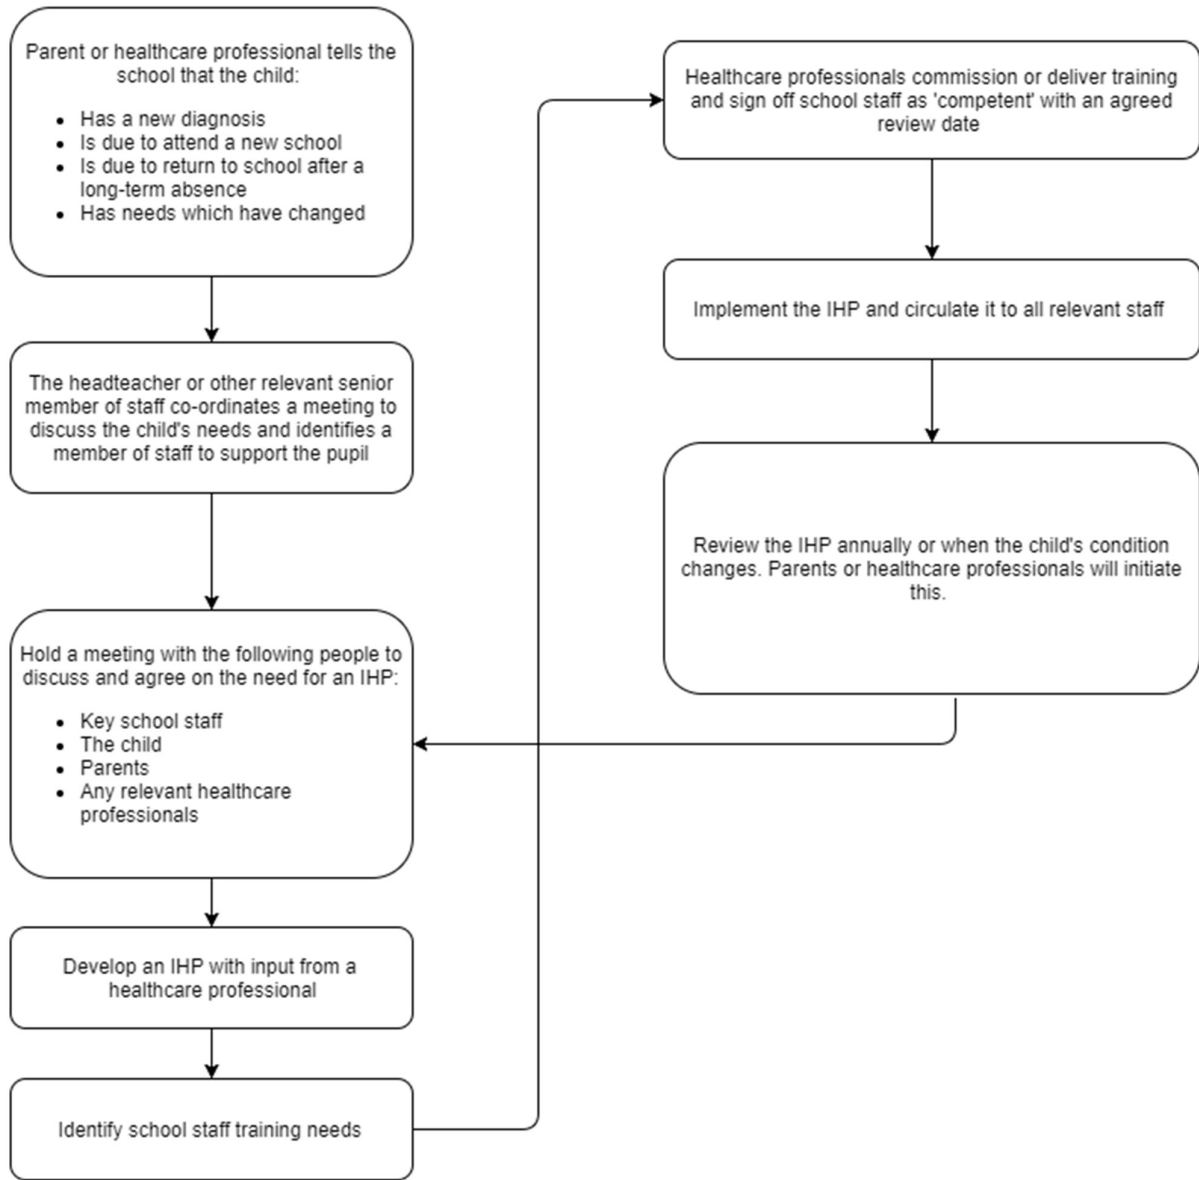 Parent or healthcare professional tells the
school that the child:
• Has a new diagnosis
• Is due to attend a new school
• Is due to return to school after a
long-term absence
• Has needs which have changed
The headteacher or other relevant senior
member of staff co-ordinates a meeting to
discuss the child's needs and identifies a
member of staff to support the pupil
Hold a meeting with the following people to
discuss and agree on the need for an IHP:
• Key school staff
• The child
• Parents
• Any relevant healthcare
professionals
Develop an IHP with input from a
healthcare professional
Identify school staff training needs
Healthcare professionals commission or deliver training
and sign off school staff as 'competent' with an agreed
review date
Implement the IHP and circulate it to all relevant staff
Review the IHP annually or when the child's condition
changes. Parents or healthcare professionals will initiate
this.